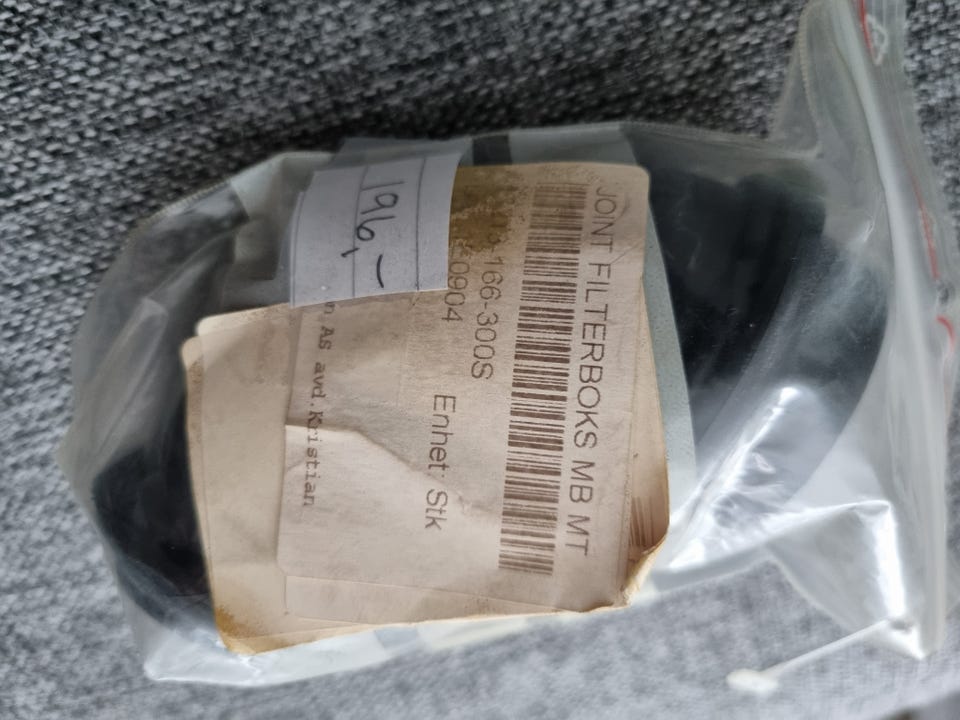 JOINT FILTERBOKS MB MT
166-300S
0904 Enhet Stk
AS avd.Kristian
196,-